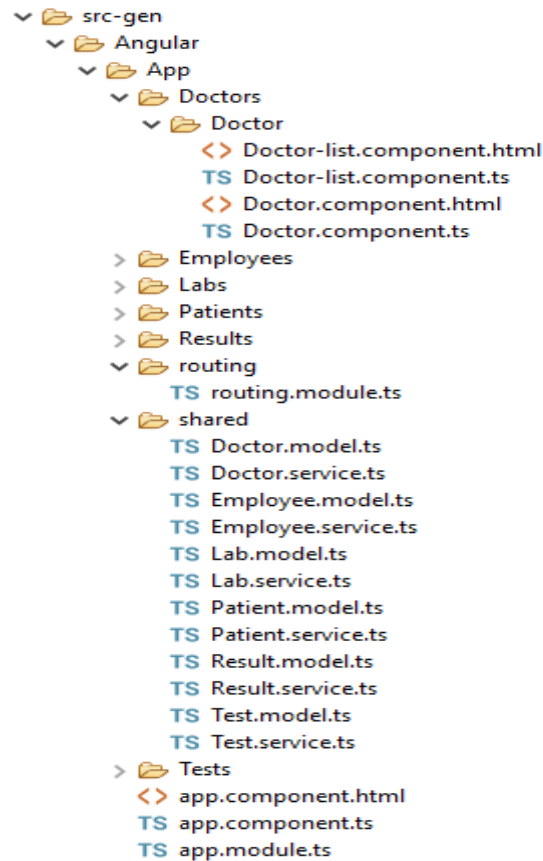 src-gen
Angular
App
Doctors
Doctor
<> Doctor-list.component.html
TS Doctor-list.component.ts
<> Doctor.component.html
TS Doctor.component.ts
Employees
Labs
Patients
Results
routing
TS routing.module.ts
shared
TS Doctor.model.ts
TS Doctor.service.ts
TS Employee.model.ts
TS Employee.service.ts
TS Lab.model.ts
TS Lab.service.ts
TS Patient.model.ts
TS Patient.service.ts
TS Result.model.ts
TS Result.service.ts
TS Test.model.ts
TS Test.service.ts
Tests
<> app.component.html
TS app.component.ts
TS app.module.ts